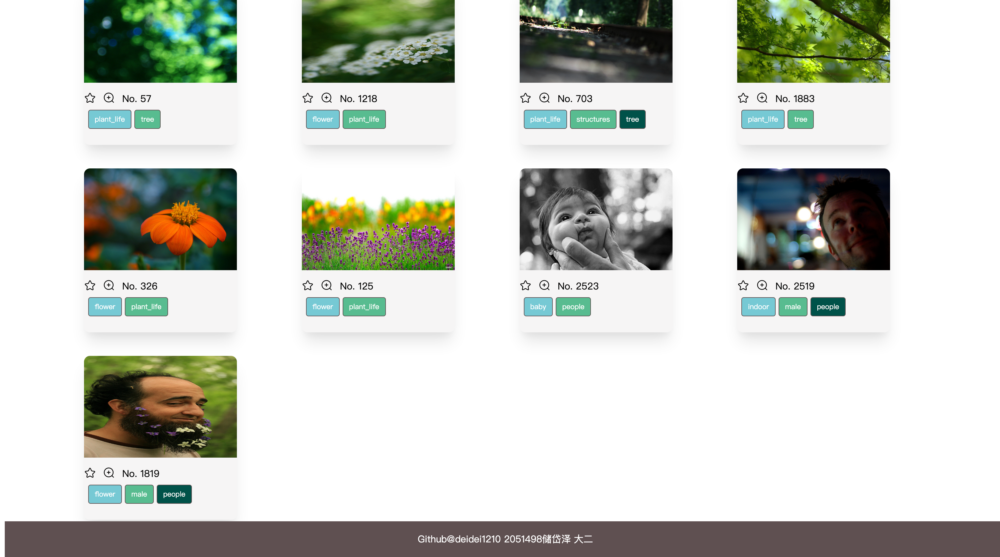 No. 57
plant_life tree
No. 1218
flower plant_life
No. 703
plant_life structures tree
No. 1883
plant_life tree
No. 326
flower plant_life
No. 125
flower plant_life
No. 2523
baby people
No. 2519
indoor male people
No. 1819
flower male people
Github@deidei1210 2051498储岱泽 大二